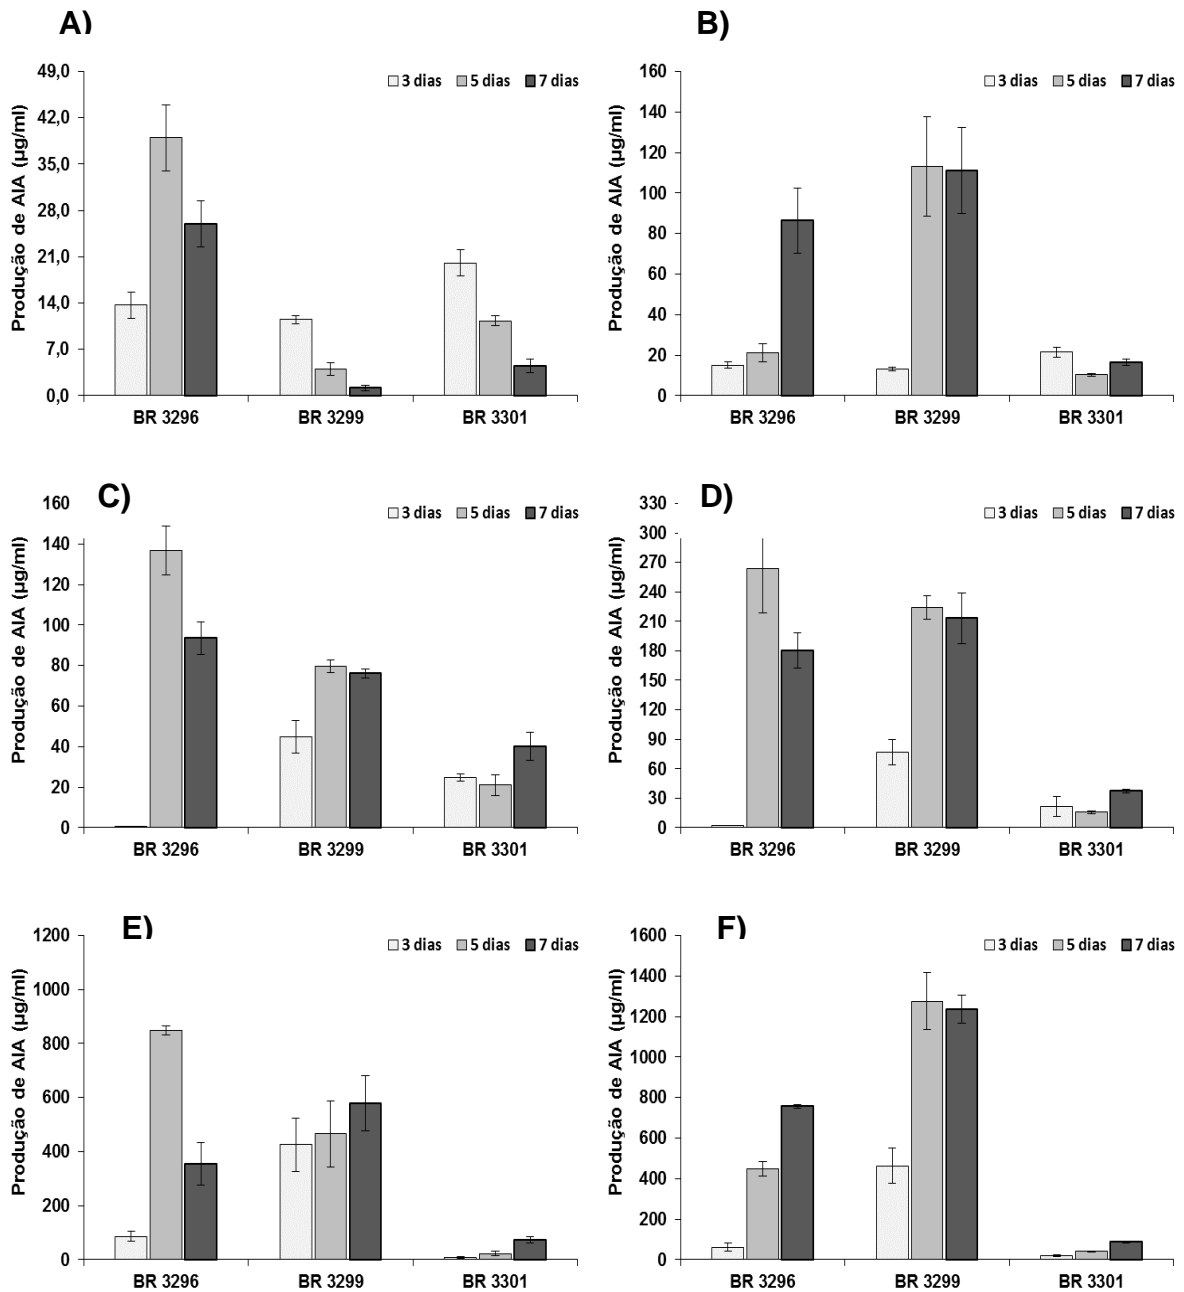 A)
3 dias 5 dias 7 dias
Produção de AIA (µg/ml)
49,0
42,0
35,0
28,0
21,0
14,0
7,0
0,0
BR 3296 BR 3299 BR 3301
B)
3 dias 5 dias 7 dias
Produção de AIA (µg/ml)
160
140
120
100
80
60
40
20
0
BR 3296 BR 3299 BR 3301
C)
3 dias 5 dias 7 dias
Produção de AIA (µg/ml)
160
140
120
100
80
60
40
20
0
BR 3296 BR 3299 BR 3301
D)
3 dias 5 dias 7 dias
Produção de AIA (µg/ml)
330
300
270
240
210
180
150
120
90
60
30
0
BR 3296 BR 3299 BR 3301
E)
3 dias 5 dias 7 dias
Produção de AIA (µg/ml)
1200
1000
800
600
400
200
0
BR 3296 BR 3299 BR 3301
F)
3 dias 5 dias 7 dias
Produção de AIA (µg/ml)
1600
1400
1200
1000
800
600
400
200
0
BR 3296 BR 3299 BR 3301